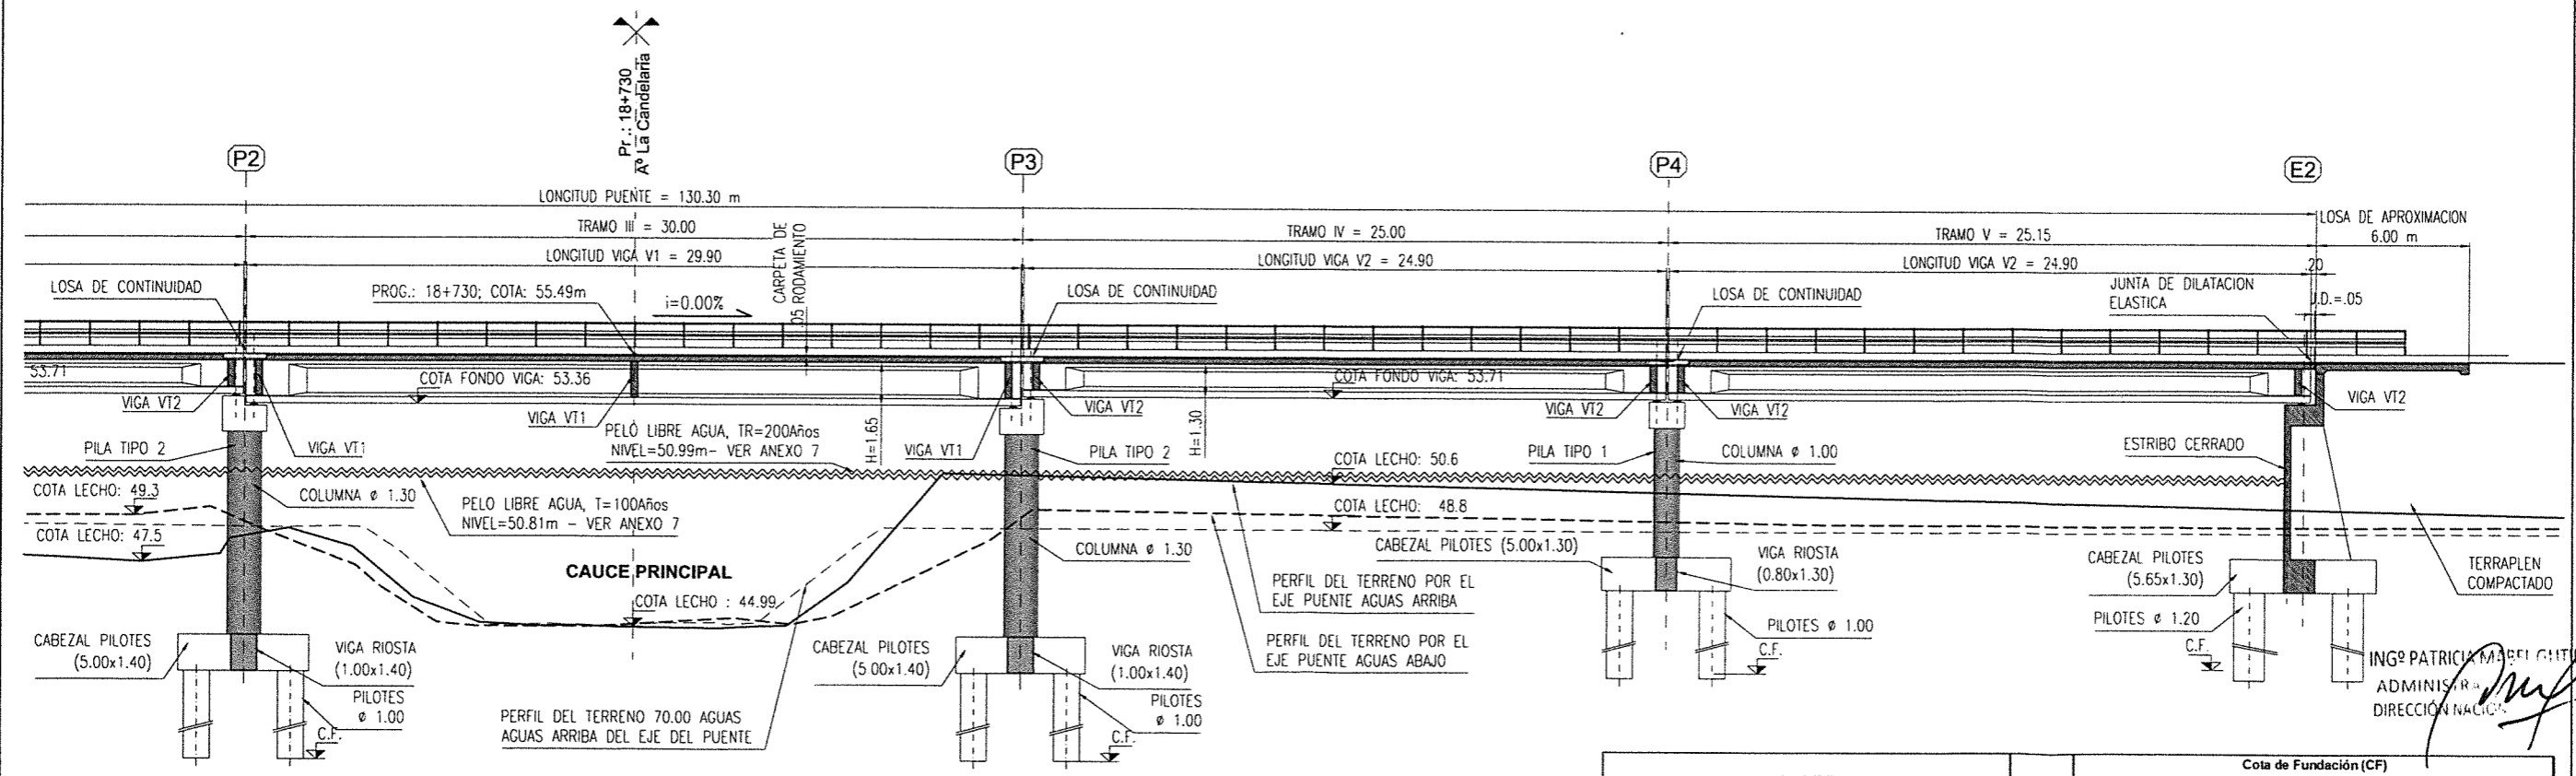 Pr.: 18+730
Aº La Candelaria
P2
P3
P4
E2
LONGITUD PUENTE = 130.30 m
LOSA DE APROXIMACION
6.00 m
TRAMO III = 30.00
TRAMO IV = 25.00
TRAMO V = 25.15
LONGITUD VIGA V1 = 29.90
LONGITUD VIGA V2 = 24.90
LONGITUD VIGA V2 = 24.90
.20
CARPETA DE
RODAMIENTO
.05
LOSA DE CONTINUIDAD
PROG.: 18+730; COTA: 55.49m
i=0.00%
LOSA DE CONTINUIDAD
LOSA DE CONTINUIDAD
JUNTA DE DILATACION
ELASTICA
J.D.=.05
53.71
COTA FONDO VIGA: 53.36
COTA FONDO VIGA: 53.71
VIGA VT2
VIGA VT1
VIGA VT2
VIGA VT2
VIGA VT2
VIGA VT2
H=1.65
H=1.30
PILA TIPO 2
VIGA VT1
PELO LIBRE AGUA, TR=200Años
NIVEL=50.99m- VER ANEXO 7
VIGA VT1
PILA TIPO 2
PILA TIPO 1
COLUMNA ø 1.00
ESTRIBO CERRADO
COTA LECHO: 50.6
COTA LECHO: 49.3
COLUMNA ø 1.30
PELO LIBRE AGUA, T=100Años
NIVEL=50.81m - VER ANEXO 7
COTA LECHO: 48.8
COTA LECHO: 47.5
COLUMNA ø 1.30
CABEZAL PILOTES (5.00x1.30)
VIGA RIOSTA
(0.80x1.30)
CABEZAL PILOTES
(5.65x1.30)
TERRAPLEN
COMPACTADO
CAUCE PRINCIPAL
COTA LECHO : 44.99
PERFIL DEL TERRENO POR EL
EJE PUENTE AGUAS ARRIBA
PILOTES ø 1.00
C.F.
PILOTES ø 1.20
C.F.
CABEZAL PILOTES
(5.00x1.40)
VIGA RIOSTA
(1.00x1.40)
PILOTES
ø 1.00
C.F.
CABEZAL PILOTES
(5.00x1.40)
VIGA RIOSTA
(1.00x1.40)
PILOTES
ø 1.00
C.F.
PERFIL DEL TERRENO POR EL
EJE PUENTE AGUAS ABAJO
PERFIL DEL TERRENO 70.00 AGUAS
AGUAS ARRIBA DEL EJE DEL PUENTE
INGº PATRICIA MABEL
DIRECCIÓN
Cota de Fundación (CF)